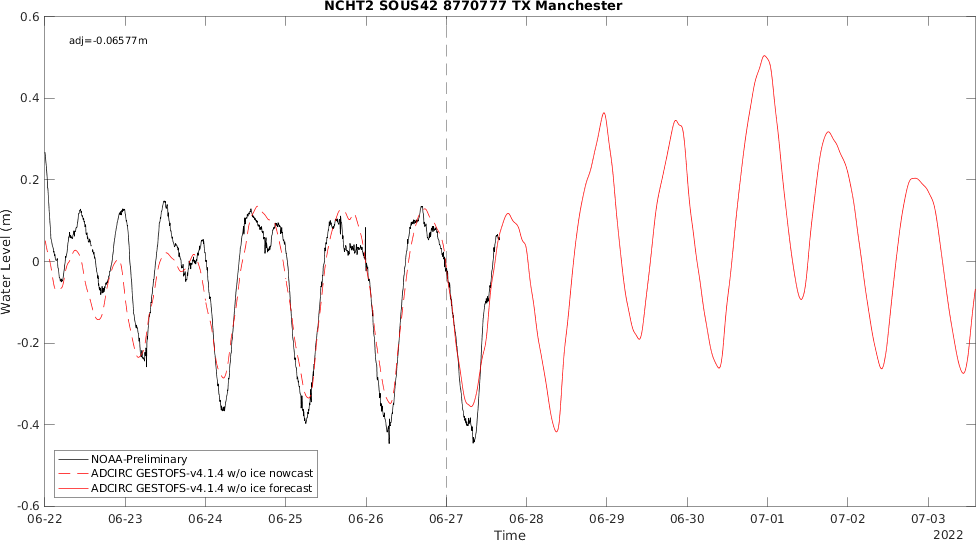 NCHT2 SOUS42 8770777 TX Manchester
adj=-0.06577m
Water Level (m)
0.6
0.4
0.2
0
-0.2
-0.4
-0.6
NOAA-Preliminary
ADCIRC GESTOFS-v4.1.4 w/o ice nowcast
ADCIRC GESTOFS-v4.1.4 w/o ice forecast
06-22 06-23 06-24 06-25 06-26 06-27 06-28 06-29 06-30 07-01 07-02 07-03
Time
2022